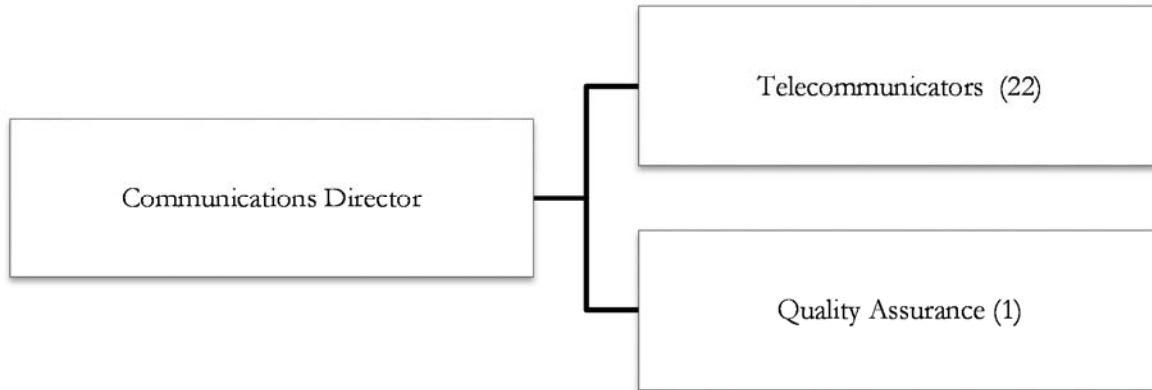 Telecommunicators (22)
Communications Director
Quality Assurance (1)